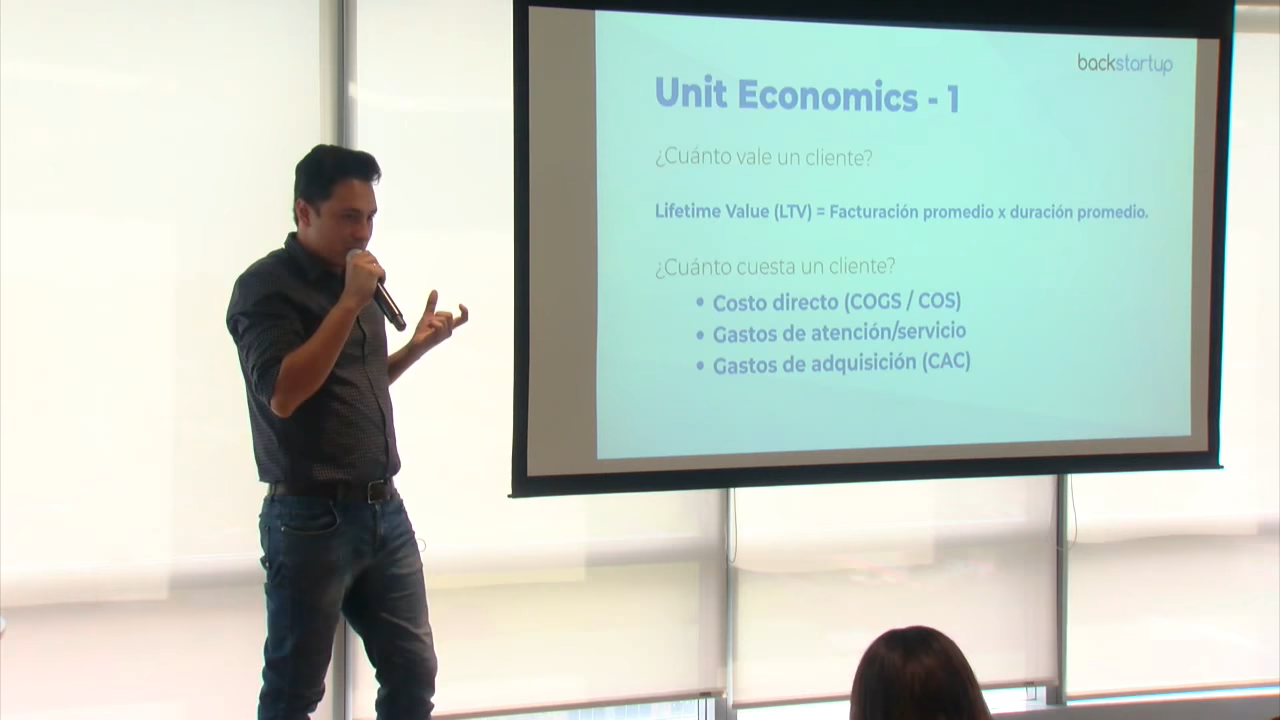 backstartup
Unit Economics - 1
¿Cuánto vale un cliente?
Lifetime Value (LTV) = Facturación promedio x duración promedio.
¿Cuánto cuesta un cliente?
• Costo directo (COGS / COS)
• Gastos de atención/servicio
• Gastos de adquisición (CAC)